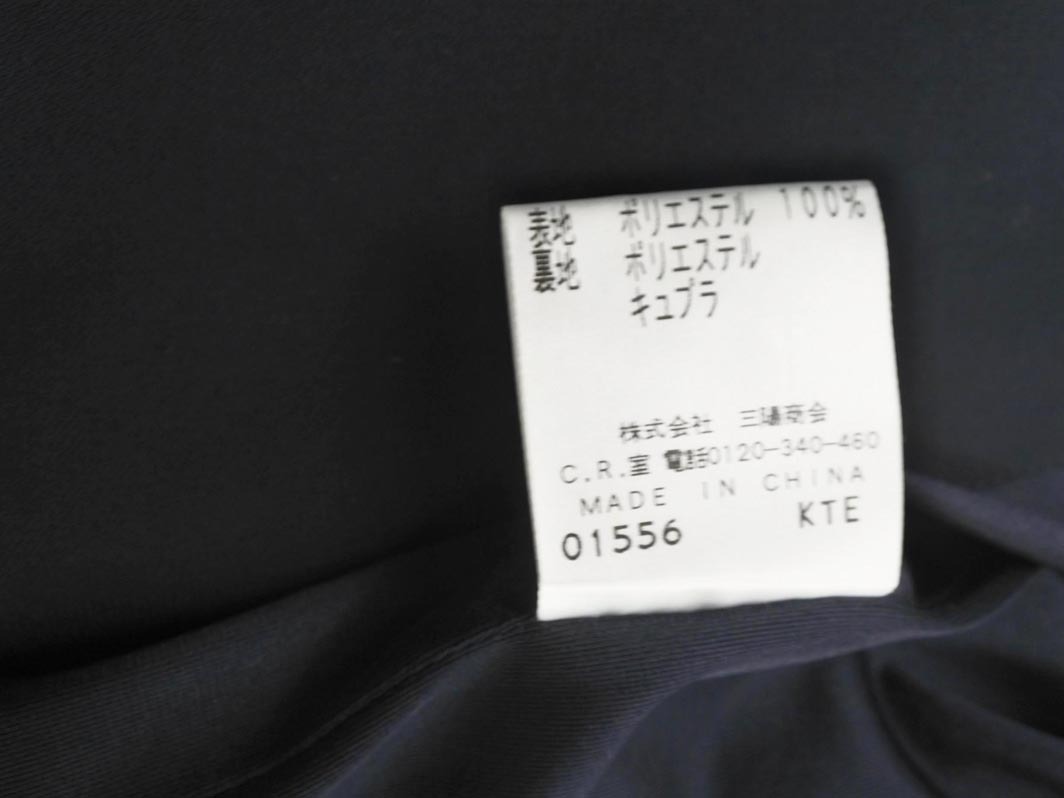 表地 ポリエステル 100%
裏地 ポリエステル
キュプラ
株式会社 三陽商会
C.R.室 電話0120-340-460
MADE IN CHINA
01556 KTE